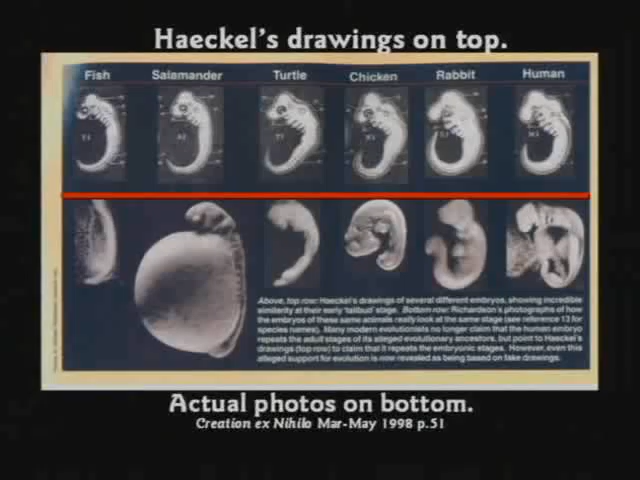 Haeckel's drawings on top.
Fish Salamander Turtle Chicken Rabbit Human
Above, top row: Haeckel's drawings of several different embryos, showing incredible
similarity at their early 'tailbud' stage. Bottom row: Richardson's photographs of how
the embryos of these same animals really look at the same stage (see reference 13 for
species names). Many modern evolutionists no longer claim that the human embryo
repeats the adult stages of its alleged evolutionary ancestors, but point to Haeckel's
drawings (top row) to claim that it repeats the embryonic stages. However, even this
alleged support for evolution is now revealed as being based on fake drawings.
Actual photos on bottom.
Creation ex Nihilo Mar-May 1998 p.51